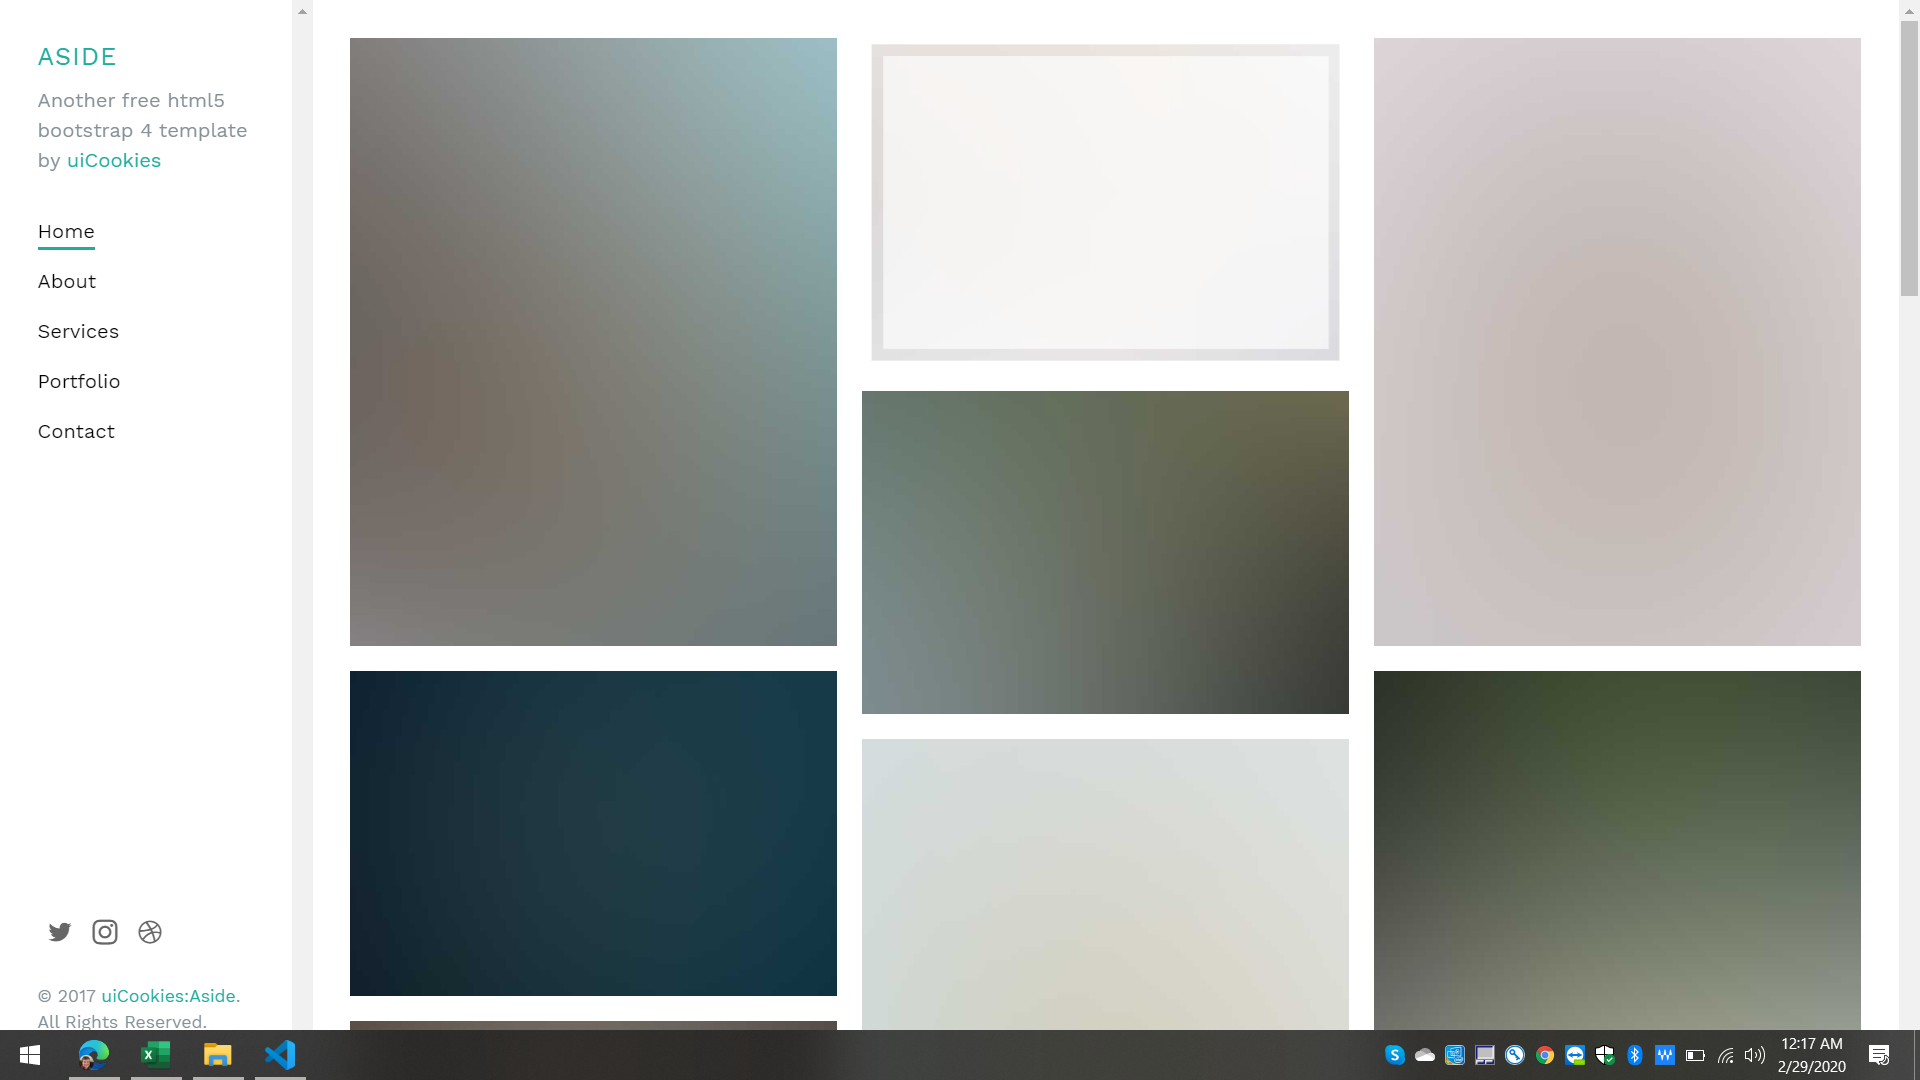 ASIDE
Another free html5
bootstrap 4 template
by uiCookies
Home
About
Services
Portfolio
Contact
© 2017 uiCookies:Aside.
All Rights Reserved.
12:17 AM
2/29/2020